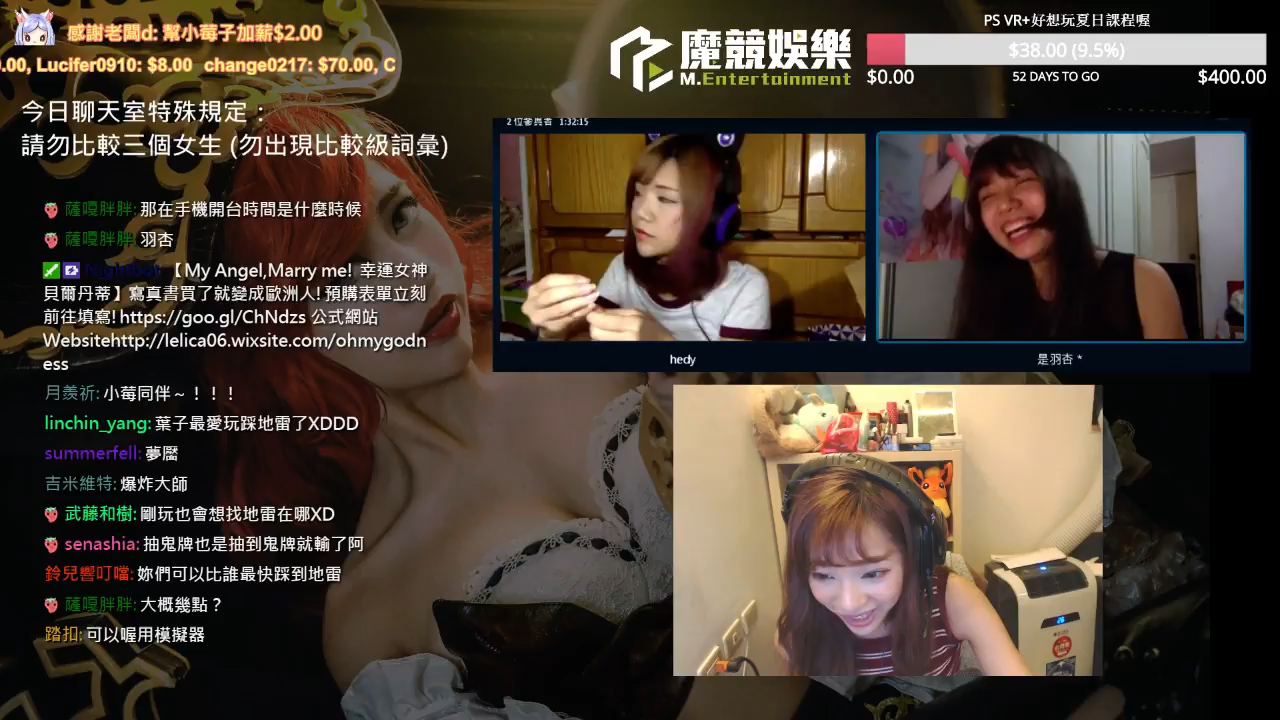 感謝老闆d: 幫小莓子加薪$2.00
0.00, Lucifer0910: $8.00 change0217: $70.00, C
今日聊天室特殊規定：
請勿比較三個女生 (勿出現比較級詞彙)
薩嘎胖胖: 那在手機開台時間是什麼時候
薩嘎胖胖: 羽杏
Nightbot: 【 My Angel,Marry me! 幸運女神
貝爾丹蒂】寫真書買了就變成歐洲人! 預購表單立刻
前往填寫! https://goo.gl/ChNdzs 公式網站
Websitehttp://lelica06.wixsite.com/ohmygodn
ess
月羨祈: 小莓同伴～！！！
linchin_yang: 葉子最愛玩踩地雷了XDDD
summerfell: 夢魘
吉米維特: 爆炸大師
武藤和樹: 剛玩也會想找地雷在哪XD
senashia: 抽鬼牌也是抽到鬼牌就輸了阿
鈴兒響叮噹: 妳們可以比誰最快踩到地雷
薩嘎胖胖: 大概幾點？
踏扣: 可以喔用模擬器
魔競娛樂
M.Entertainment
PS VR+好想玩夏日課程喔
$38.00 (9.5%)
$0.00 52 DAYS TO GO $400.00
2 位參與者 1:32:15
hedy
是羽杏 *